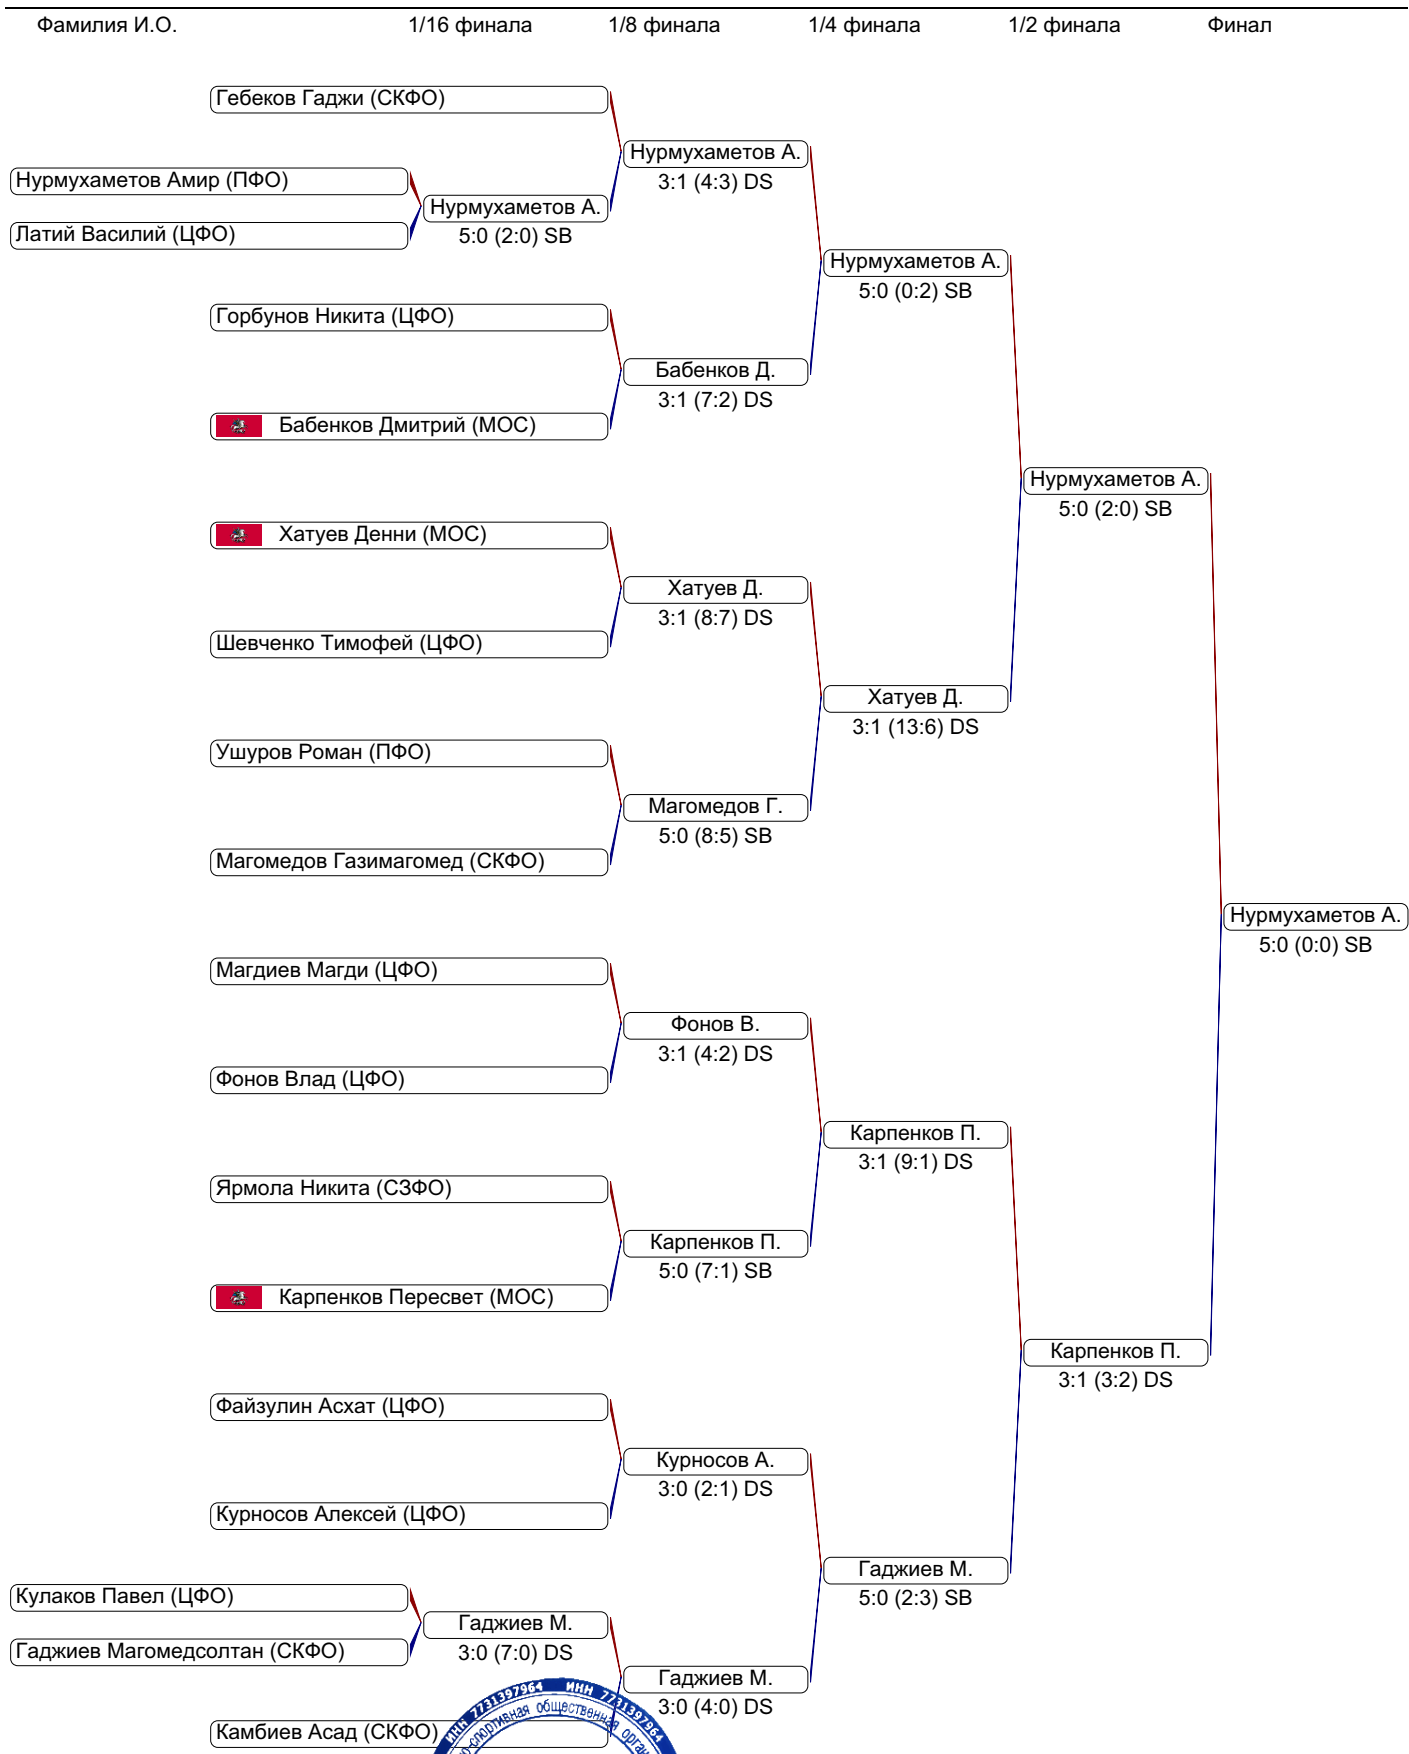 Фамилия И.О. 1/16 финала 1/8 финала 1/4 финала 1/2 финала Финал
Гебеков Гаджи (СКФО)
Нурмухаметов А.
Нурмухаметов Амир (ПФО)
3:1 (4:3) DS
Нурмухаметов А.
Латий Василий (ЦФО)
5:0 (2:0) SB
Нурмухаметов А.
5:0 (0:2) SB
Горбунов Никита (ЦФО)
Бабенков Д.
3:1 (7:2) DS
Бабенков Дмитрий (МОС)
Нурмухаметов А.
5:0 (2:0) SB
Хатуев Денни (МОС)
Хатуев Д.
3:1 (8:7) DS
Шевченко Тимофей (ЦФО)
Хатуев Д.
3:1 (13:6) DS
Ушуров Роман (ПФО)
Магомедов Г.
5:0 (8:5) SB
Магомедов Газимагомед (СКФО)
Нурмухаметов А.
5:0 (0:0) SB
Магдиев Магди (ЦФО)
Фонов В.
3:1 (4:2) DS
Фонов Влад (ЦФО)
Карпенков П.
3:1 (9:1) DS
Ярмола Никита (СЗФО)
Карпенков П.
5:0 (7:1) SB
Карпенков Пересвет (МОС)
Карпенков П.
3:1 (3:2) DS
Файзулин Асхат (ЦФО)
Курносов А.
3:0 (2:1) DS
Курносов Алексей (ЦФО)
Гаджиев М.
5:0 (2:3) SB
Кулаков Павел (ЦФО)
Гаджиев М.
Гаджиев Магомедсолтан (СКФО)
3:0 (7:0) DS
Гаджиев М.
3:0 (4:0) DS
Камбиев Асад (СКФО)
ИНН 7731397964 ИНН 7731397964
спортивная общественная